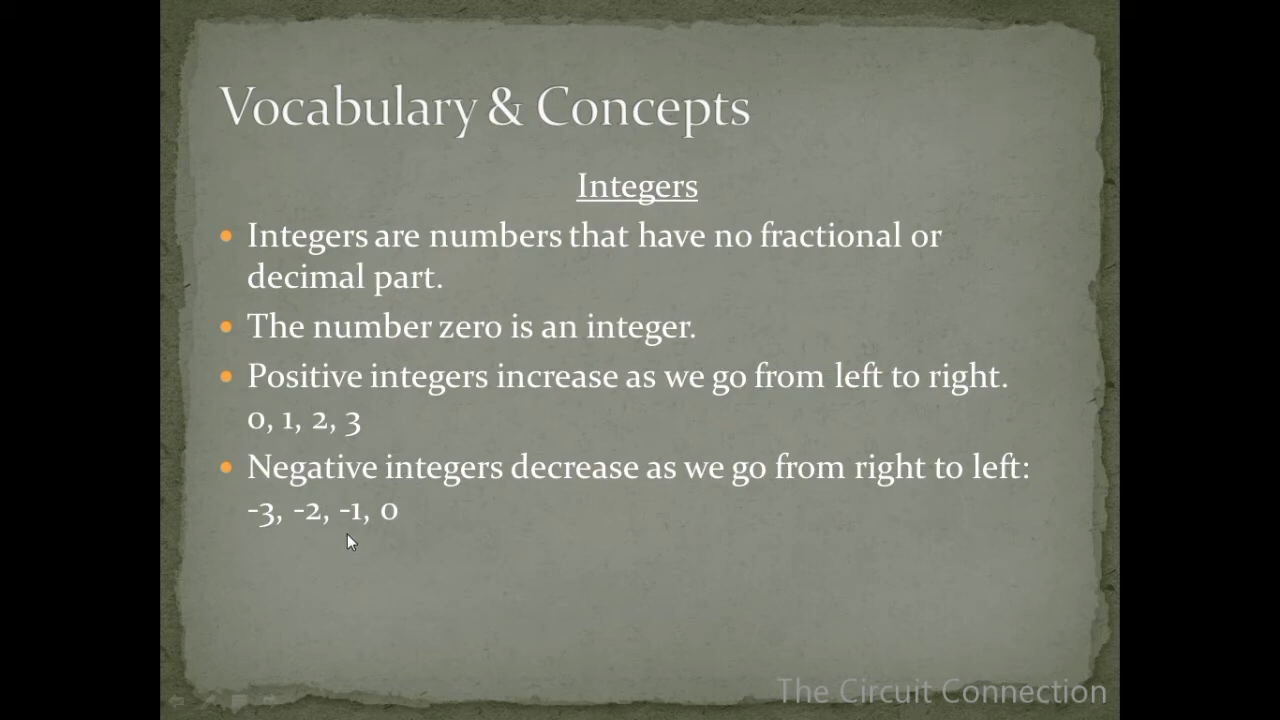 Vocabulary & Concepts
Integers
• Integers are numbers that have no fractional or
decimal part.
• The number zero is an integer.
• Positive integers increase as we go from left to right.
0, 1, 2, 3
• Negative integers decrease as we go from right to left:
-3, -2, -1, 0
The Circuit Connection